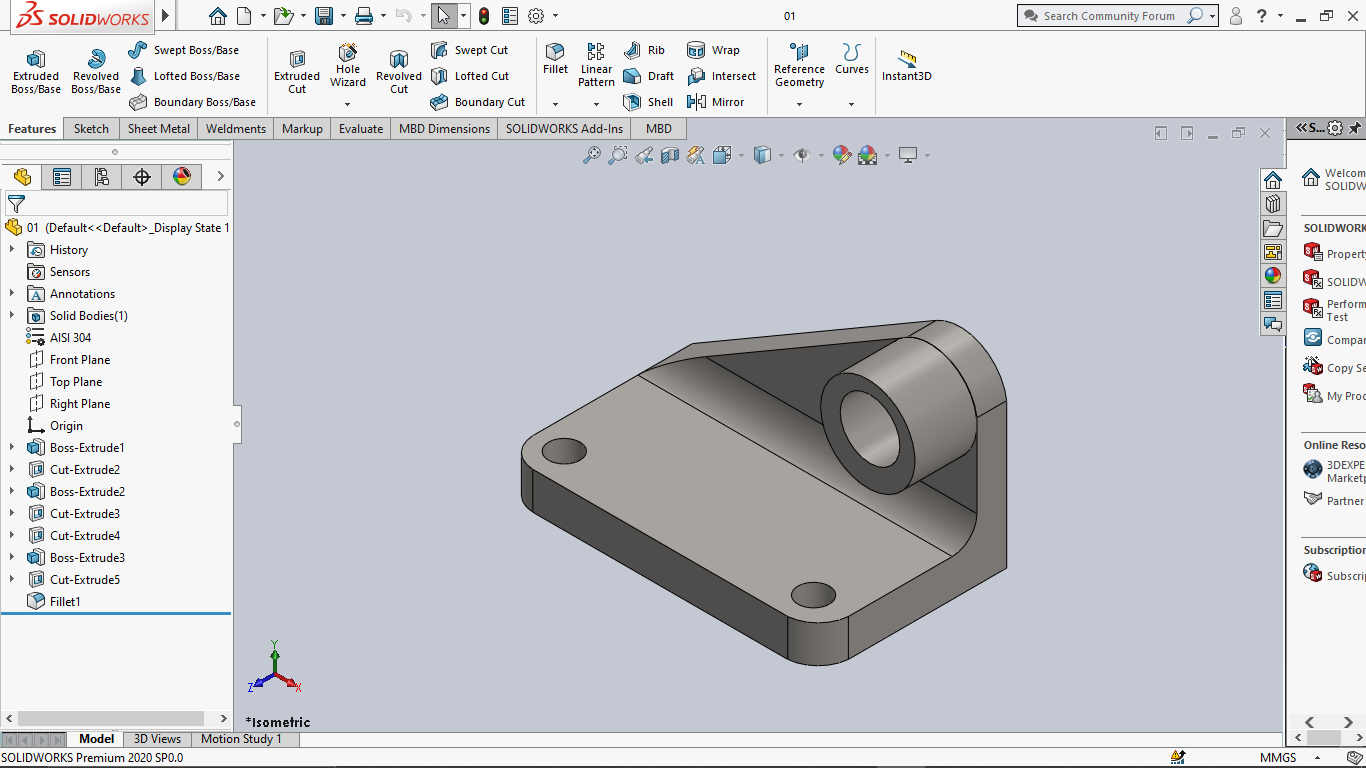 SOLIDWORKS
01
Search Community Forum
?
Extruded Boss/Base
Revolved Boss/Base
Swept Boss/Base
Lofted Boss/Base
Boundary Boss/Base
Extruded Cut
Hole Wizard
Revolved Cut
Swept Cut
Lofted Cut
Boundary Cut
Fillet
Linear Pattern
Rib
Draft
Shell
Wrap
Intersect
Mirror
Reference Geometry
Curves
Instant3D
Features
Sketch
Sheet Metal
Weldments
Markup
Evaluate
MBD Dimensions
SOLIDWORKS Add-Ins
MBD
01 (Default<<Default>_Display State 1
History
Sensors
Annotations
Solid Bodies(1)
AISI 304
Front Plane
Top Plane
Right Plane
Origin
Boss-Extrude1
Cut-Extrude2
Boss-Extrude2
Cut-Extrude3
Cut-Extrude4
Boss-Extrude3
Cut-Extrude5
Fillet1
Y
Z
X
*Isometric
S...
Welcom
SOLIDW
SOLIDWORK
Property
SOLIDW
Perform
Test
Compar
Copy Se
My Proc
Online Reso
3DEXPE
Marketp
Partner
Subscription
Subscrip
Model
3D Views
Motion Study 1
SOLIDWORKS Premium 2020 SP0.0
MMGS